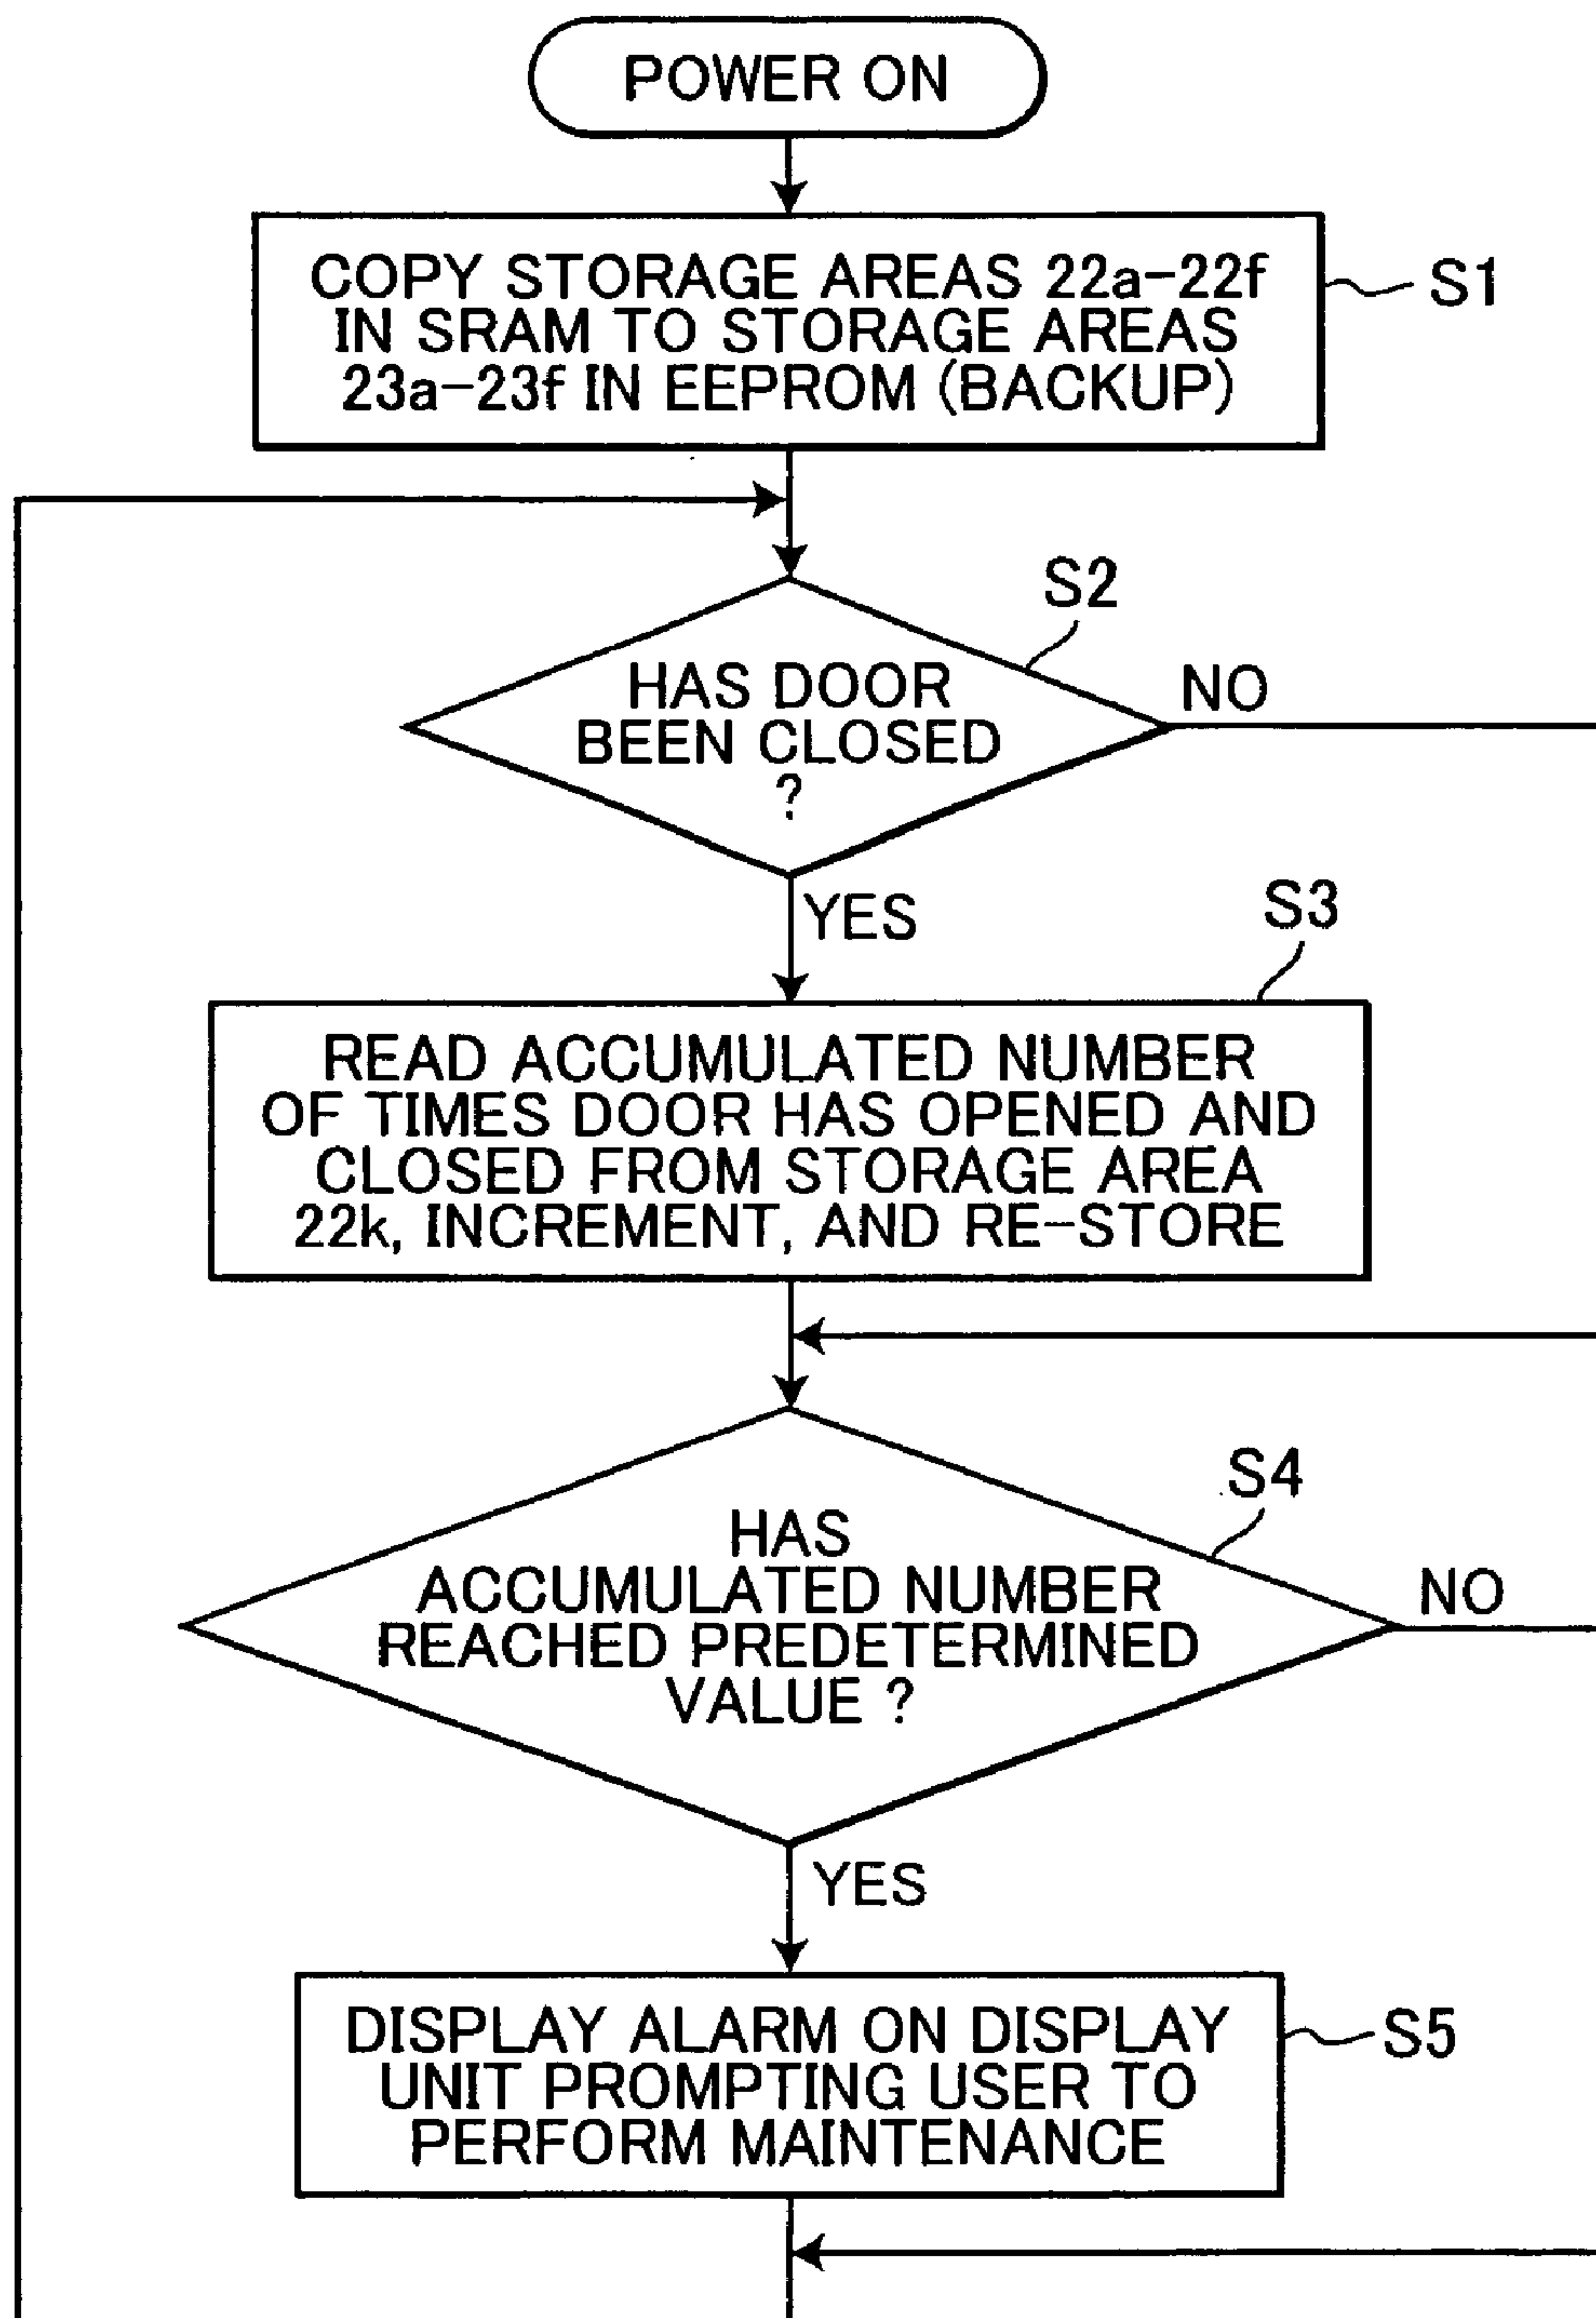 POWER ON
COPY STORAGE AREAS 22a-22f
IN SRAM TO STORAGE AREAS
23a-23f IN EEPROM (BACKUP)
S1
S2
HAS DOOR
BEEN CLOSED
?
NO
YES
S3
READ ACCUMULATED NUMBER
OF TIMES DOOR HAS OPENED AND
CLOSED FROM STORAGE AREA
22k, INCREMENT, AND RE-STORE
S4
HAS
ACCUMULATED NUMBER
REACHED PREDETERMINED
VALUE ?
NO
YES
DISPLAY ALARM ON DISPLAY
UNIT PROMPTING USER TO
PERFORM MAINTENANCE
S5